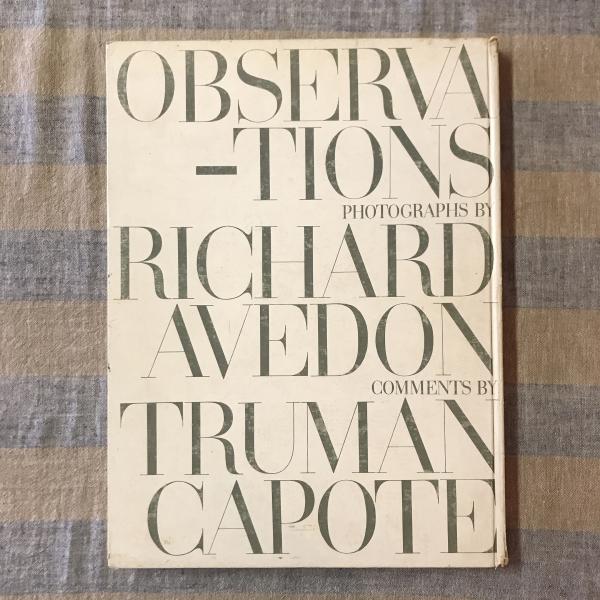 OBSERVA
-TIONS
PHOTOGRAPHS BY
RICHARD
AVEDON
COMMENTS BY
TRUMAN
CAPOTE